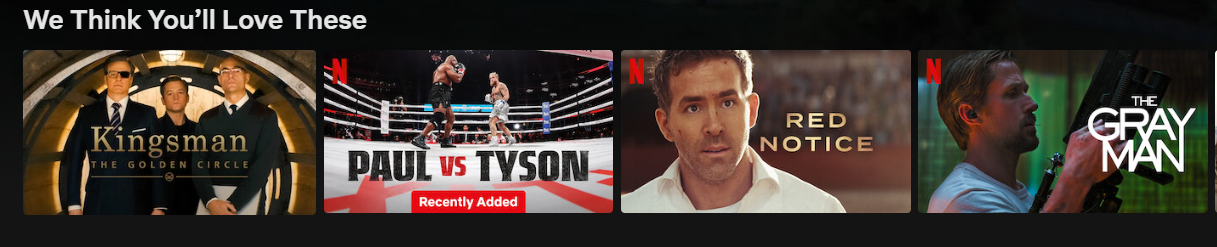 We Think You’ll Love These
Kingsman
THE GOLDEN CIRCLE
N
PAUL VS TYSON
Recently Added
N
RED
NOTICE
N
THE
GRAY
MAN